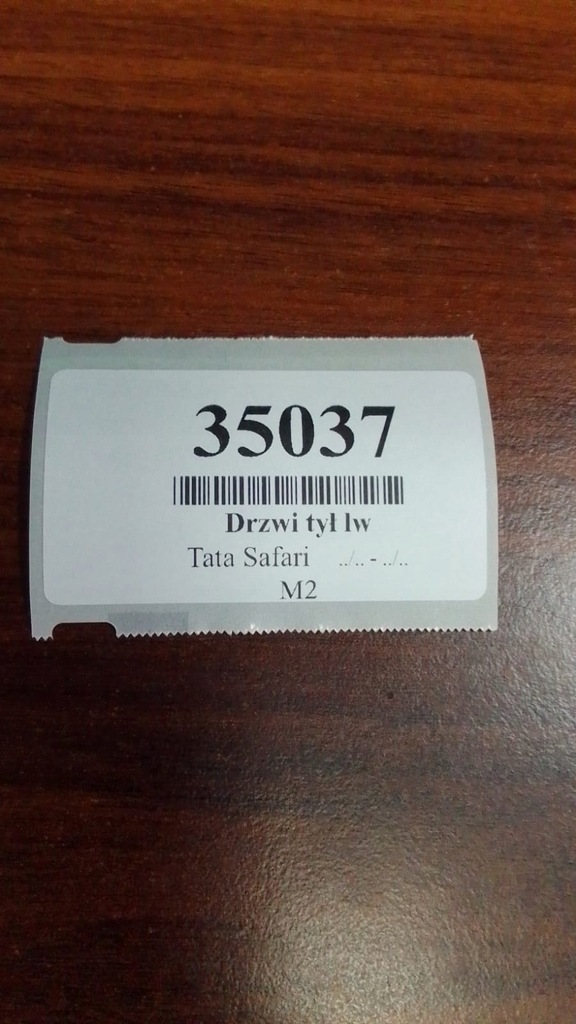 35037
Drzwi tył lw
Tata Safari ../.. - ../..
M2